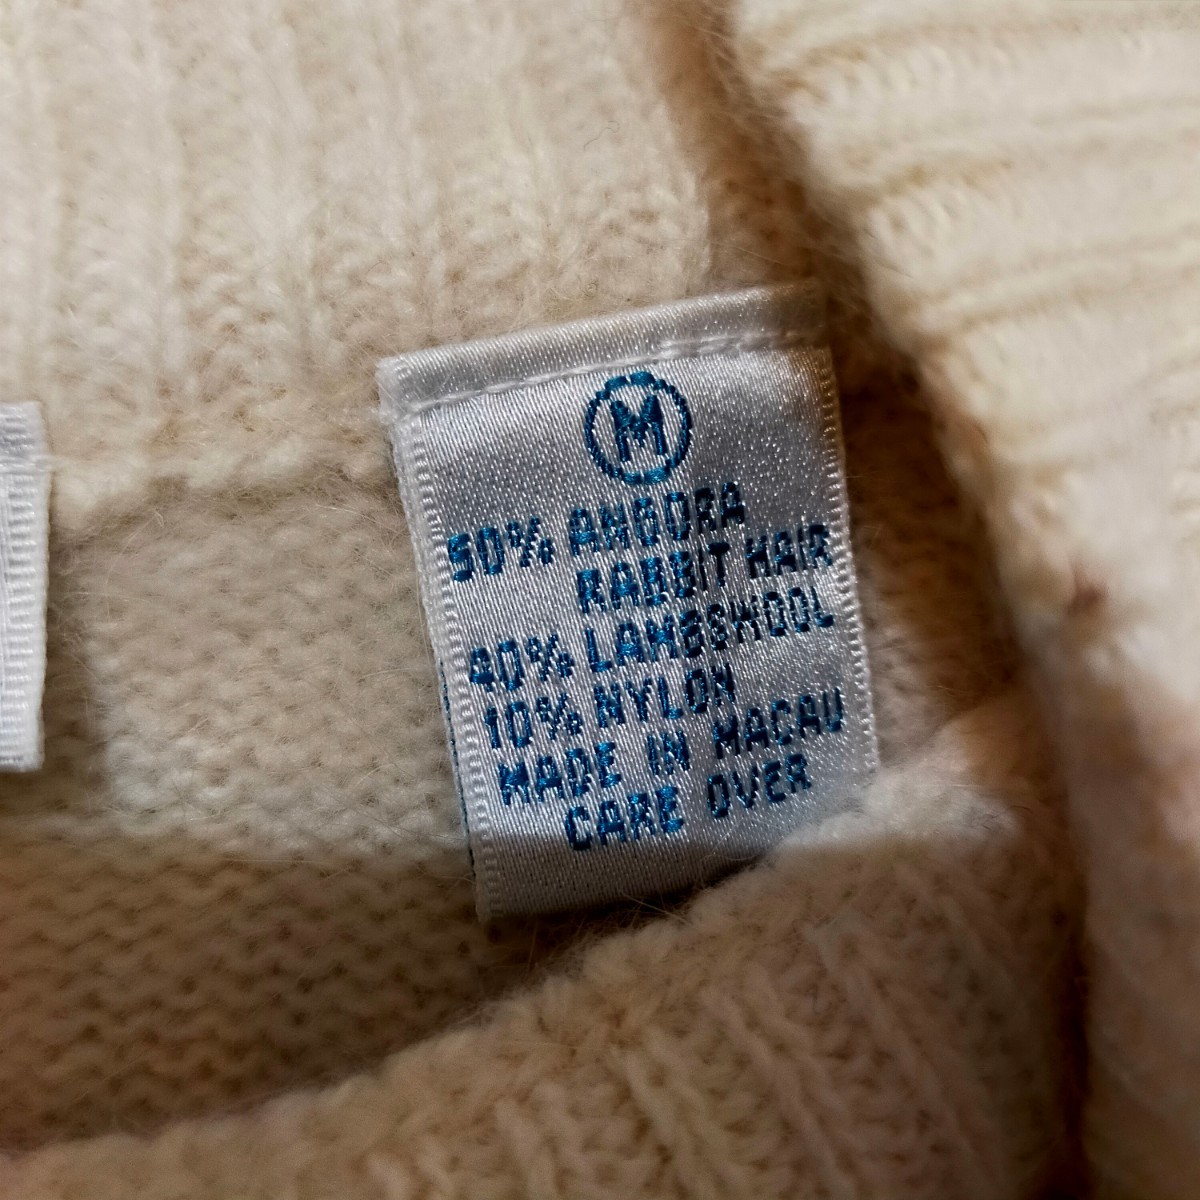 M
50% ANGORA
RABBIT HAIR
40% LAMBSWOOL
10% NYLON
MADE IN MACAU
CARE OVER